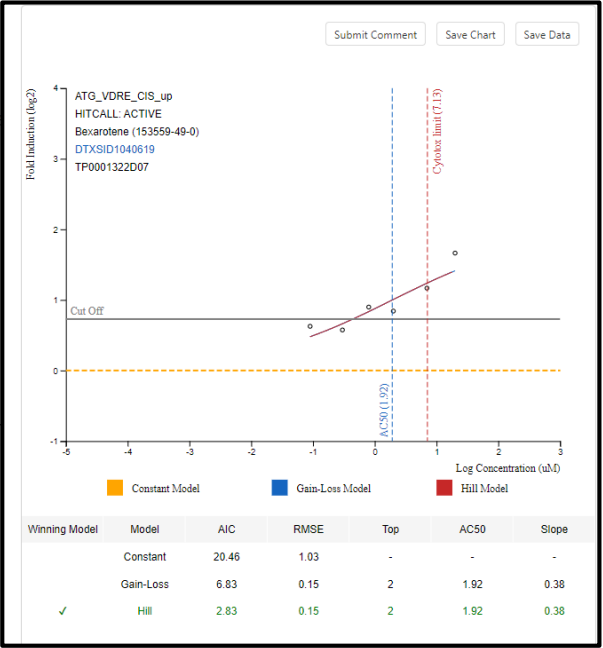 Submit Comment Save Chart Save Data
Fold Induction (log2)
4
3
2
1
0
-1
ATG_VDRE_CIS_up
HITCALL: ACTIVE
Bexarotene (153559-49-0)
DTXSID1040619
TP0001322D07
Cytotox limit (7.13)
Cut Off
AC50 (1.92)
-5 -4 -3 -2 -1 0 1 2 3
Log Concentration (uM)
Constant Model Gain-Loss Model Hill Model
Winning Model Model AIC RMSE Top AC50 Slope
Constant 20.46 1.03 - - -
Gain-Loss 6.83 0.15 2 1.92 0.38
✓ Hill 2.83 0.15 2 1.92 0.38